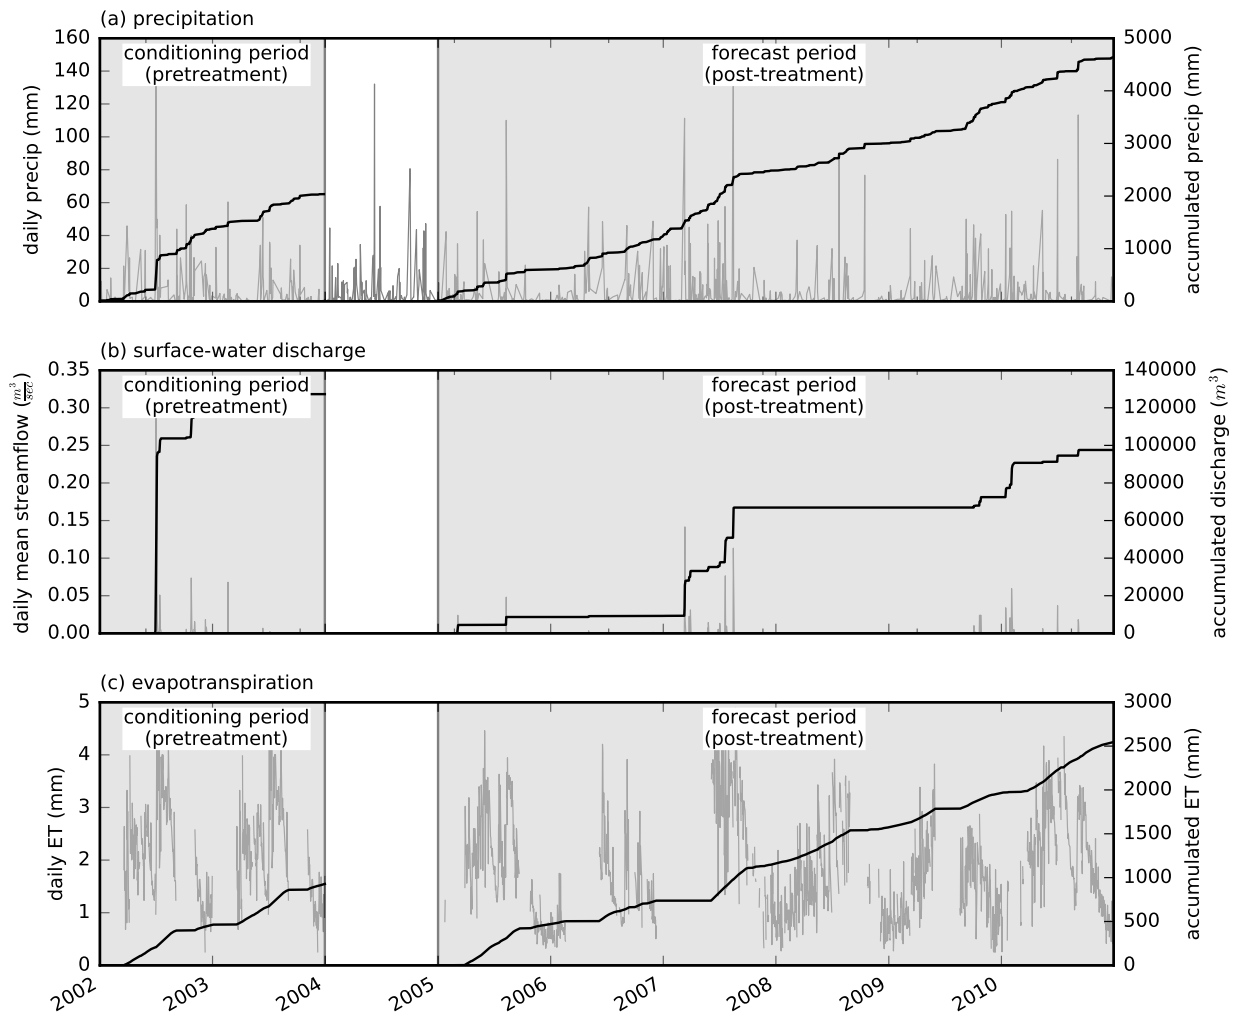 (a) precipitation
160
140
120
100
80
60
40
20
0
daily precip (mm)
conditioning period
(pretreatment)
forecast period
(post-treatment)
5000
4000
3000
2000
1000
0
accumulated precip (mm)
(b) surface-water discharge
0.35
0.30
0.25
0.20
0.15
0.10
0.05
0.00
daily mean streamflow (m³/sec)
conditioning period
(pretreatment)
forecast period
(post-treatment)
140000
120000
100000
80000
60000
40000
20000
0
accumulated discharge (m³)
(c) evapotranspiration
5
4
3
2
1
0
daily ET (mm)
conditioning period
(pretreatment)
forecast period
(post-treatment)
3000
2500
2000
1500
1000
500
0
accumulated ET (mm)
2002
2003
2004
2005
2006
2007
2008
2009
2010